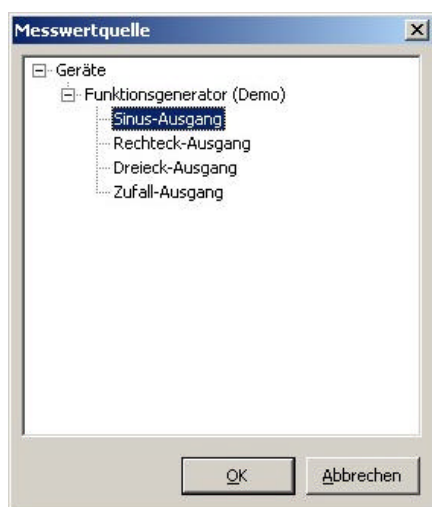 Messwertquelle
Geräte
Funktionsgenerator (Demo)
Sinus-Ausgang
Rechteck-Ausgang
Dreieck-Ausgang
Zufall-Ausgang
OK Abbrechen